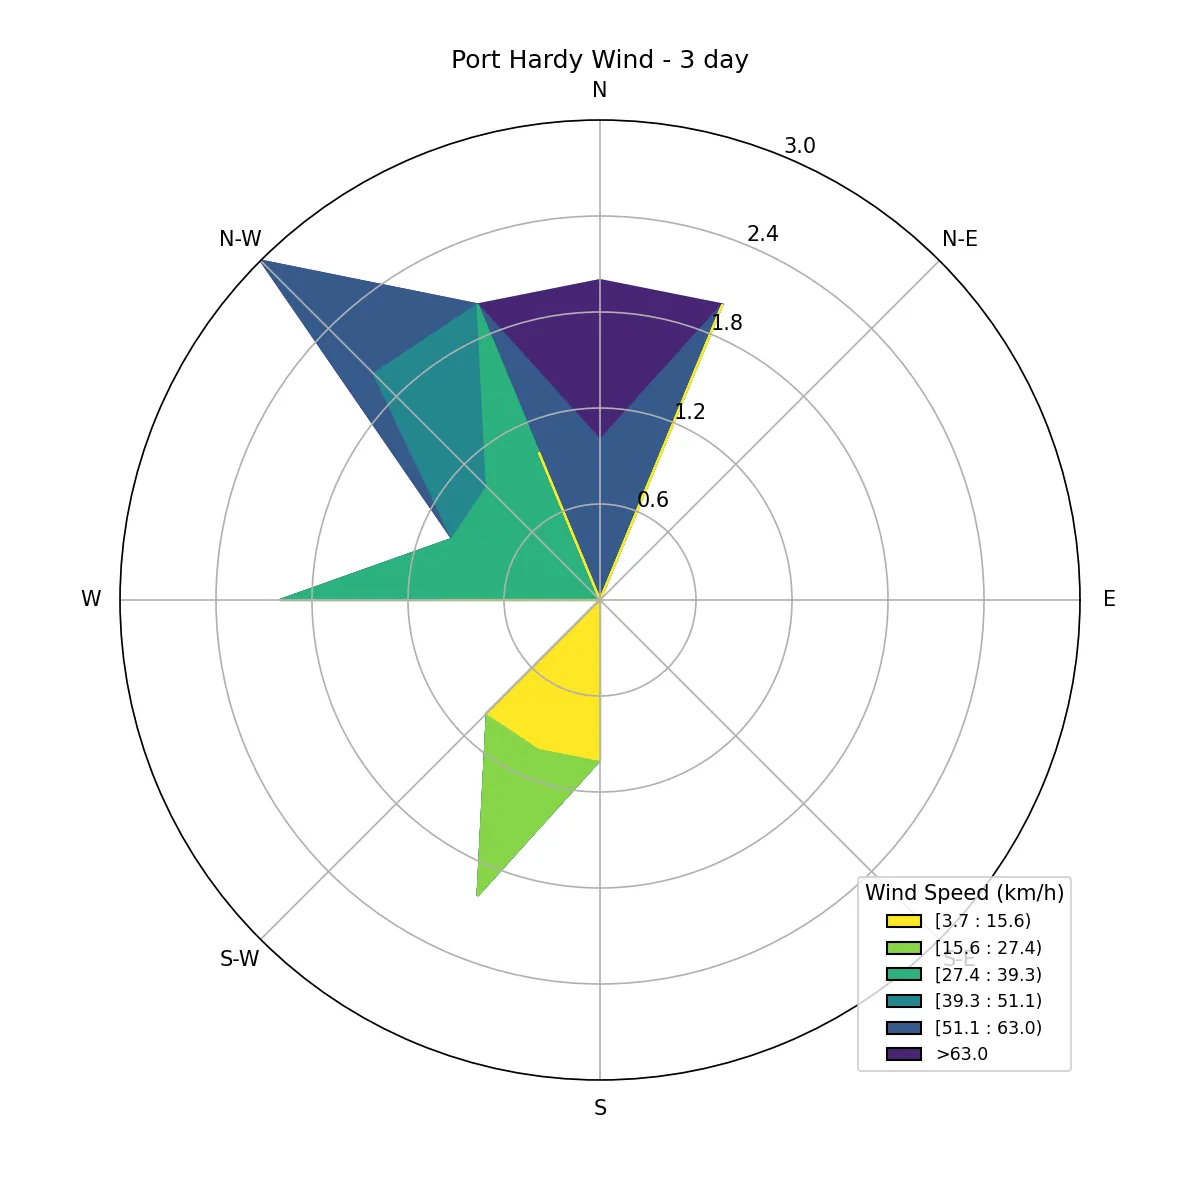 Port Hardy Wind - 3 day
N
3.0
2.4
N-W
N-E
1.8
1.2
0.6
W
E
Wind Speed (km/h)
[3.7 : 15.6)
[15.6 : 27.4)
S-W
S-E
[27.4 : 39.3)
[39.3 : 51.1)
[51.1 : 63.0)
>63.0
S